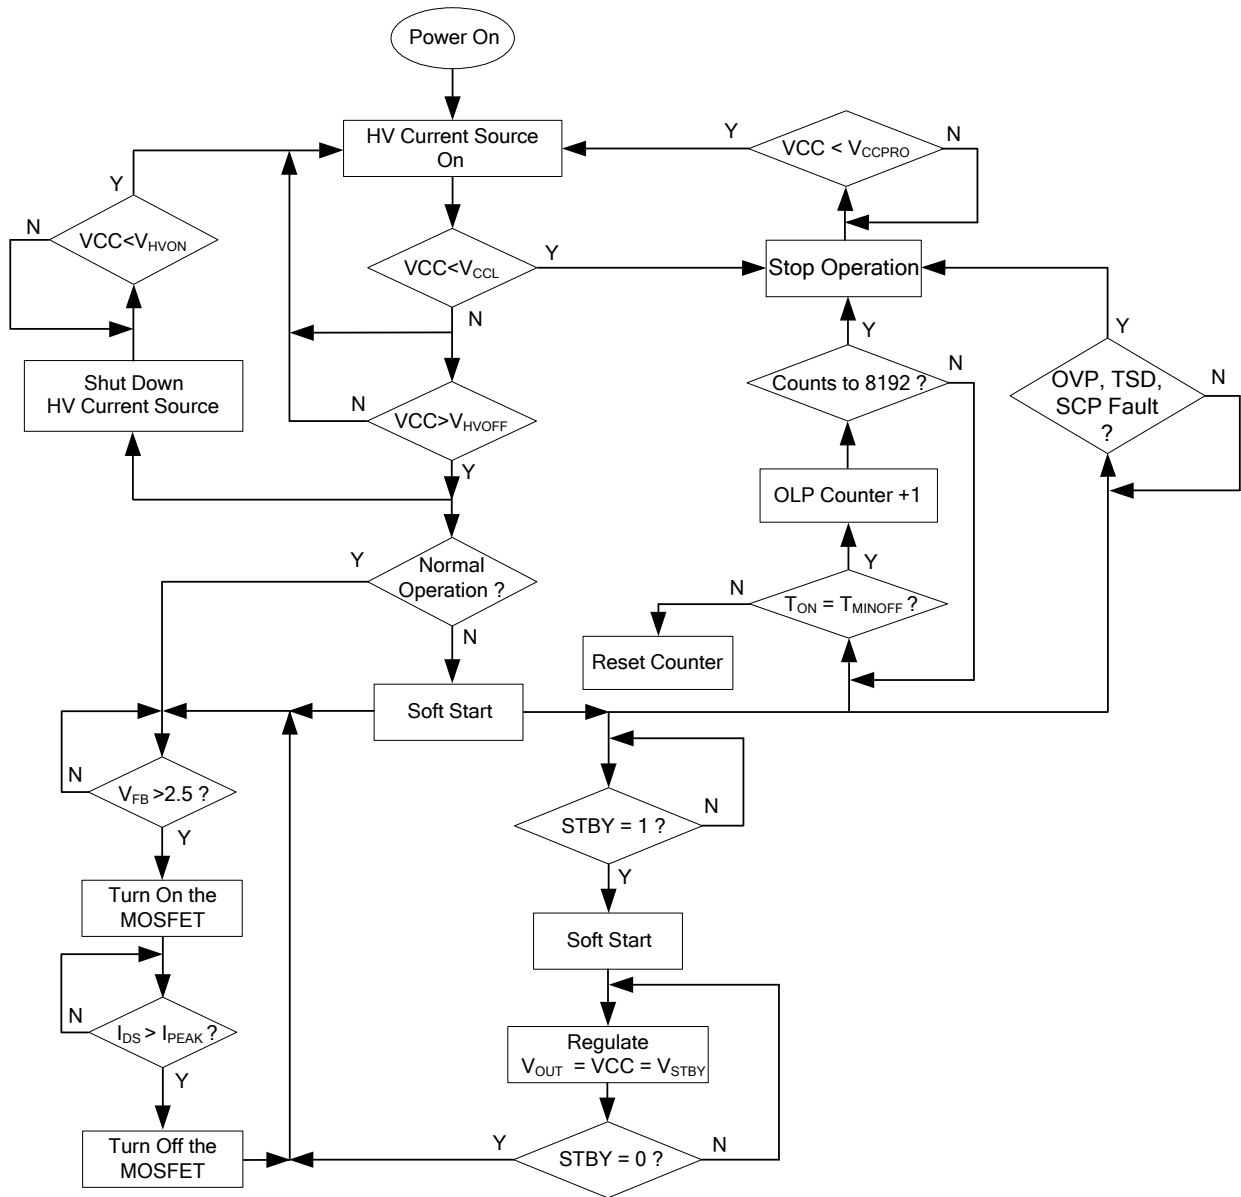 Power On
HV Current Source
On
Y
VCC < VCCPRO
N
Y
N
VCC<VHVON
VCC<VCCL
Y
Stop Operation
N
Y
Y
Shut Down
HV Current Source
N
VCC>VHVOFF
Counts to 8192 ?
N
OVP, TSD,
SCP Fault
?
N
Y
OLP Counter +1
Y
Normal
Operation ?
N
Y
N
TON = TMINOFF ?
Reset Counter
Soft Start
N
VFB >2.5 ?
Y
STBY = 1 ?
N
Y
Turn On the
MOSFET
Soft Start
N
IDS > IPEAK ?
Y
Regulate
VOUT = VCC = VSTBY
Turn Off the
MOSFET
Y
STBY = 0 ?
N